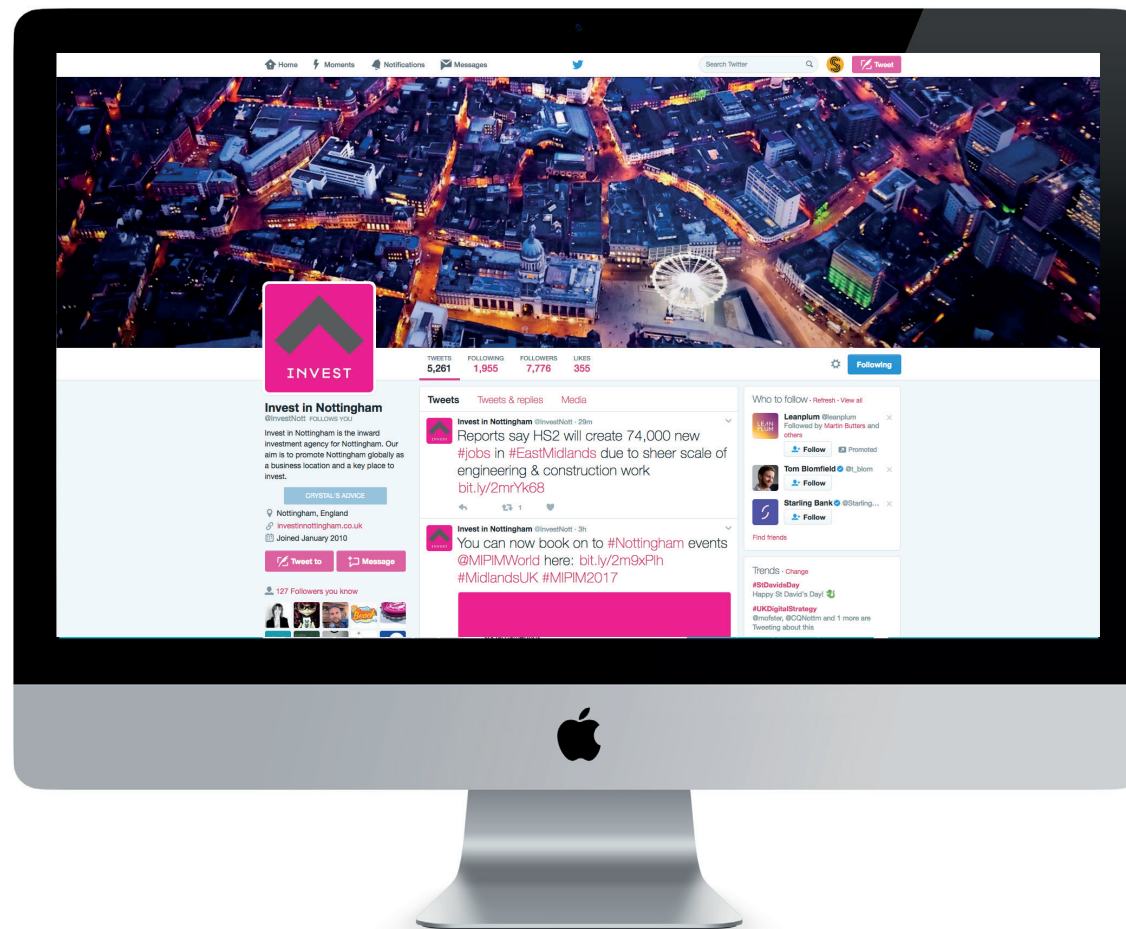 Home Moments Notifications Messages Search Twitter Tweet
INVEST
TWEETS FOLLOWING FOLLOWERS LIKES
5,261 1,955 7,776 355
Following
Invest in Nottingham
@InvestNott FOLLOWS YOU
Invest in Nottingham is the inward
investment agency for Nottingham. Our
aim is to promote Nottingham globally as
a business location and a key place to
invest.
CRYSTAL'S ADVICE
Nottingham, England
investinnottingham.co.uk
Joined January 2010
Tweet to Message
127 Followers you know
Tweets Tweets & replies Media
INVEST
Invest in Nottingham @InvestNott · 29m
Reports say HS2 will create 74,000 new
#jobs in #EastMidlands due to sheer scale of
engineering & construction work
bit.ly/2mrYk68
1
INVEST
Invest in Nottingham @InvestNott · 3h
You can now book on to #Nottingham events
@MIPIMWorld here: bit.ly/2m9xPlh
#MidlandsUK #MIPIM2017
Who to follow · Refresh · View all
LEAN
PLUM
Leanplum @leanplum
Followed by Martin Butters and
others
Follow Promoted
Tom Blomfield @t_blom
Follow
Starling Bank @Starling...
Follow
Find friends
Trends · Change
#StDavidsDay
Happy St David's Day!
#UKDigitalStrategy
@mofster, @CQNottm and 1 more are
Tweeting about this